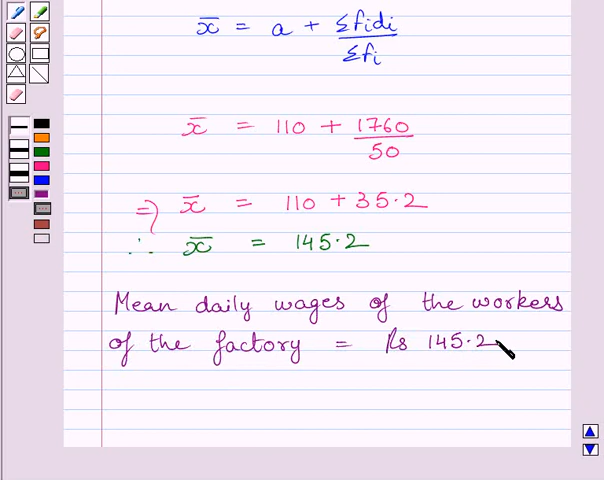 x̄ = a + Σfidi / Σfi
x̄ = 110 + 1760 / 50
⇒ x̄ = 110 + 35.2
∴ x̄ = 145.2
Mean daily wages of the workers
of the factory = Rs 145.2